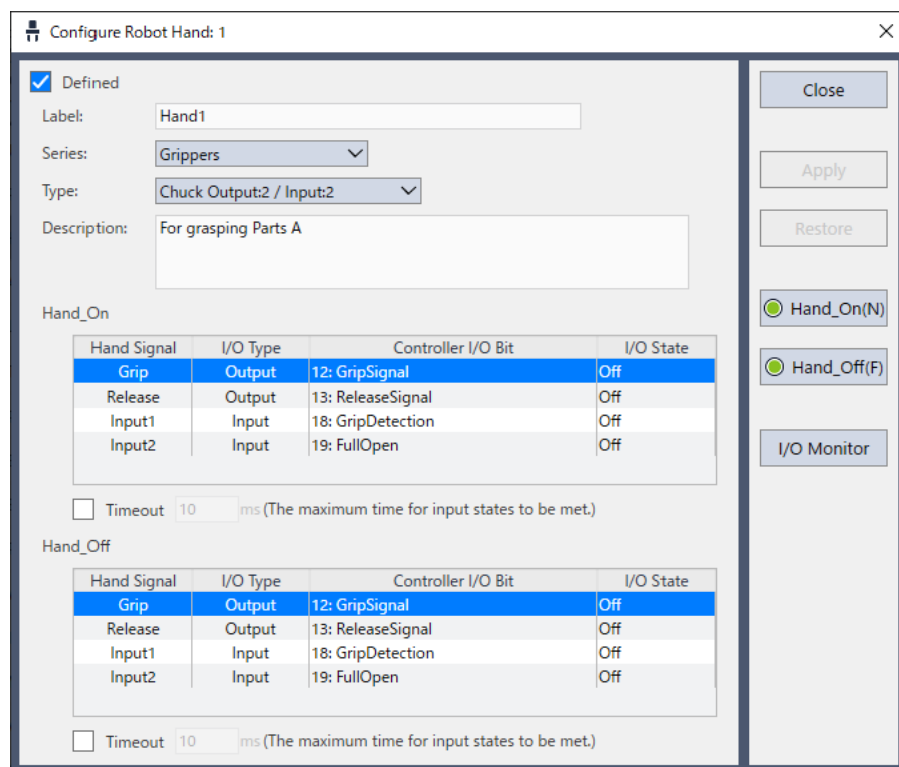 Configure Robot Hand: 1
Defined
Close
Label: Hand1
Series: Grippers
Apply
Type: Chuck Output:2 / Input:2
Description: For grasping Parts A
Restore
Hand_On
Hand_On(N)
Hand Signal I/O Type Controller I/O Bit I/O State
Grip Output 12: GripSignal Off
Hand_Off(F)
Release Output 13: ReleaseSignal Off
Input1 Input 18: GripDetection Off
Input2 Input 19: FullOpen Off
I/O Monitor
Timeout 10 ms (The maximum time for input states to be met.)
Hand_Off
Hand Signal I/O Type Controller I/O Bit I/O State
Grip Output 12: GripSignal Off
Release Output 13: ReleaseSignal Off
Input1 Input 18: GripDetection Off
Input2 Input 19: FullOpen Off
Timeout 10 ms (The maximum time for input states to be met.)